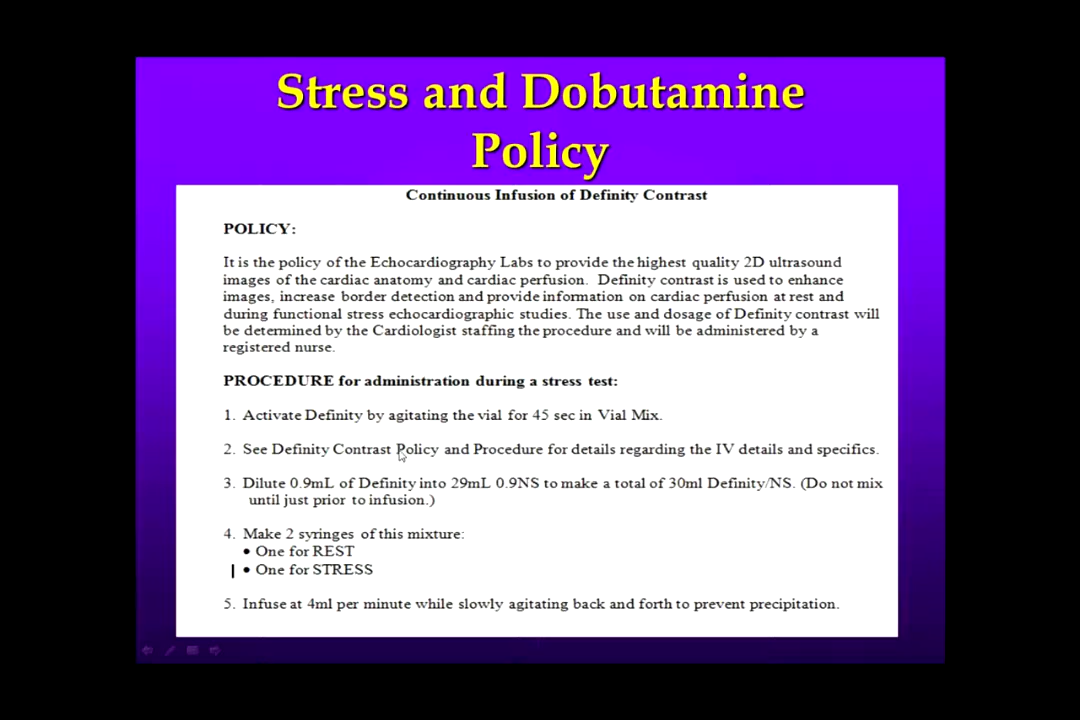 Stress and Dobutamine
Policy
Continuous Infusion of Definity Contrast
POLICY:
It is the policy of the Echocardiography Labs to provide the highest quality 2D ultrasound
images of the cardiac anatomy and cardiac perfusion. Definity contrast is used to enhance
images, increase border detection and provide information on cardiac perfusion at rest and
during functional stress echocardiographic studies. The use and dosage of Definity contrast will
be determined by the Cardiologist staffing the procedure and will be administered by a
registered nurse.
PROCEDURE for administration during a stress test:
1. Activate Definity by agitating the vial for 45 sec in Vial Mix.
2. See Definity Contrast Policy and Procedure for details regarding the IV details and specifics.
3. Dilute 0.9mL of Definity into 29mL 0.9NS to make a total of 30ml Definity/NS. (Do not mix
until just prior to infusion.)
4. Make 2 syringes of this mixture:
• One for REST
• One for STRESS
5. Infuse at 4ml per minute while slowly agitating back and forth to prevent precipitation.